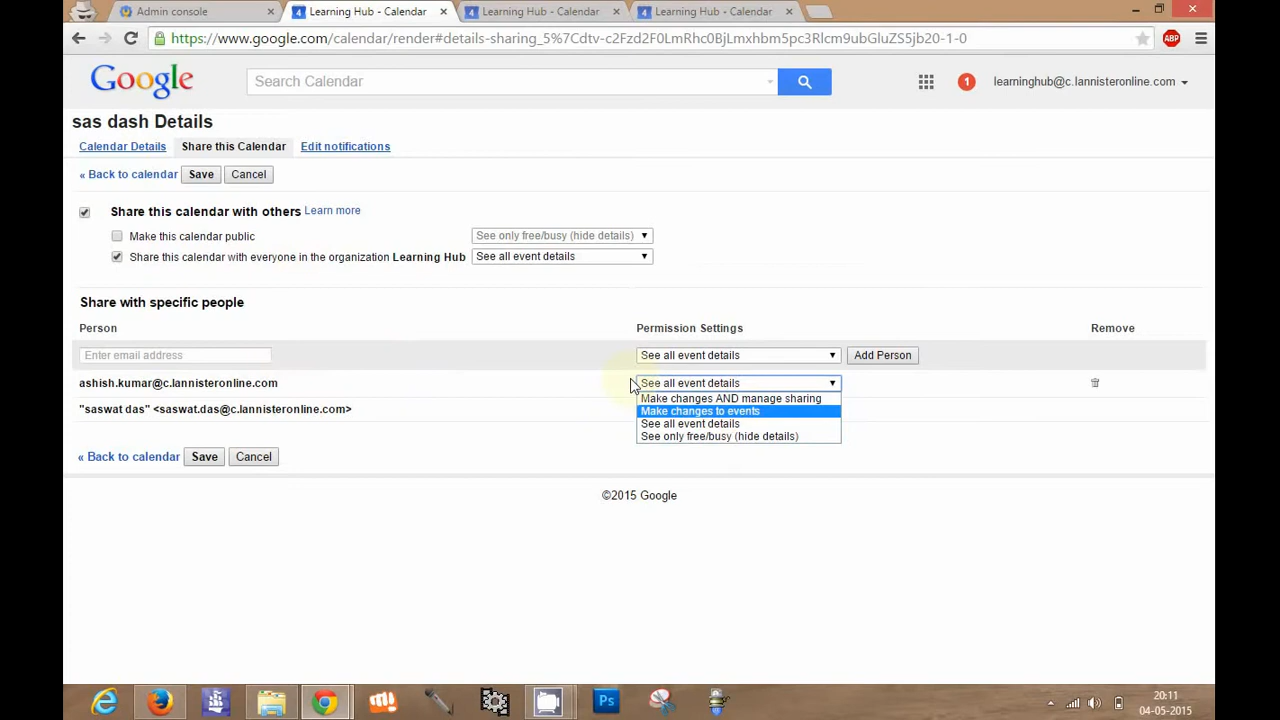 Admin console
Learning Hub - Calendar
Learning Hub - Calendar
Learning Hub - Calendar
https://www.google.com/calendar/render#details-sharing_5%7Cdtv-c2Fzd2F0LmRhc0BjLmxhbm5pc3Rlcm9ubGluZS5jb20-1-0
ABP
Google
Search Calendar
1
learninghub@c.lannisteronline.com
sas dash Details
Calendar Details
Share this Calendar
Edit notifications
« Back to calendar
Save
Cancel
Share this calendar with others Learn more
Make this calendar public
See only free/busy (hide details)
Share this calendar with everyone in the organization Learning Hub
See all event details
Share with specific people
Person
Permission Settings
Remove
Enter email address
See all event details
Add Person
ashish.kumar@c.lannisteronline.com
See all event details
Make changes AND manage sharing
Make changes to events
See all event details
See only free/busy (hide details)
"saswat das" <saswat.das@c.lannisteronline.com>
« Back to calendar
Save
Cancel
©2015 Google
Ps
20:11
04-05-2015